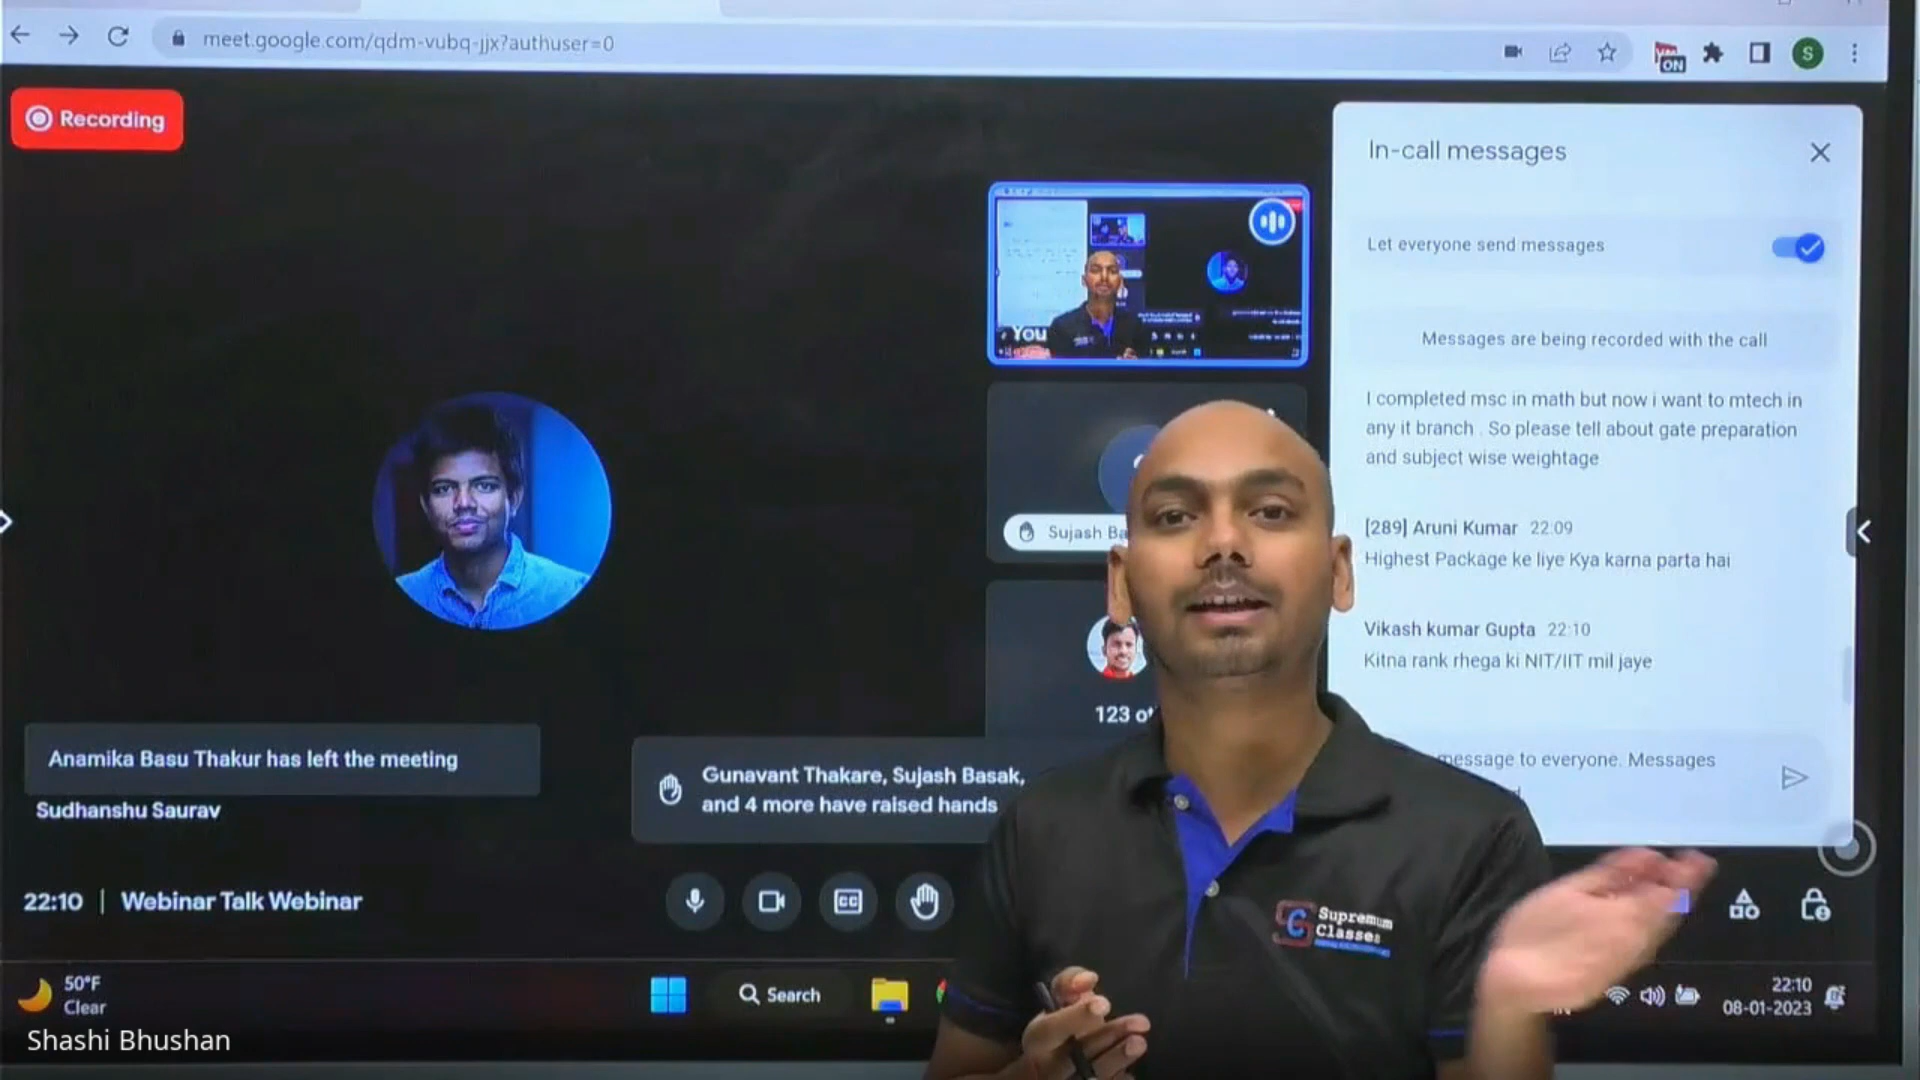 meet.google.com/qdm-vubq-jjx?authuser=0
ON
S
Recording
In-call messages
Let everyone send messages
Messages are being recorded with the call
You
I completed msc in math but now i want to mtech in
any it branch . So please tell about gate preparation
and subject wise weightage
[289] Aruni Kumar 22:09
Highest Package ke liye Kya karna parta hai
Sujash Ba
Vikash kumar Gupta 22:10
Kitna rank rhega ki NIT/IIT mil jaye
123
message to everyone. Messages
Anamika Basu Thakur has left the meeting
Sudhanshu Saurav
Gunavant Thakare, Sujash Basak,
and 4 more have raised hands
22:10 | Webinar Talk Webinar
CC
Supremum
Classes
50°F
Clear
Search
22:10
08-01-2023
Shashi Bhushan